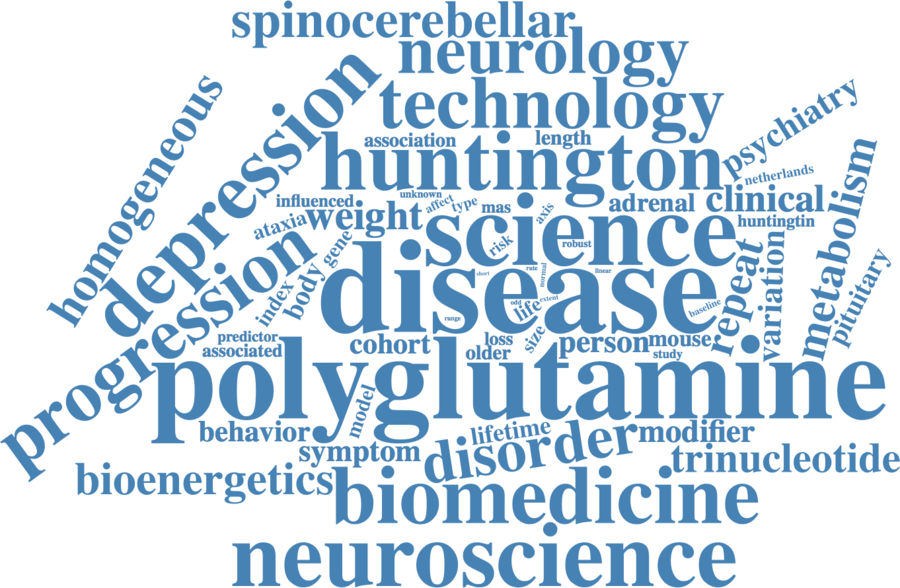 spinocerebellar
neurology
technology
homogeneous
depression
association
length
huntington
psychiatry
netherlands
unknown
influenced
affect
type
mas
axis
adrenal
clinical
metabolism
ataxia
weight
science
huntingtin
gene
risk
robust
repeat
variation
pituitary
progression
body
index
disease
short
rate
normal
linear
odd
extent
life
range
baseline
predictor
associated
cohort
loss
older
size
person
mouse
study
polyglutamine
model
behavior
lifetime
disorder
modifier
symptom
trinucleotide
bioenergetics
biomedicine
neuroscience